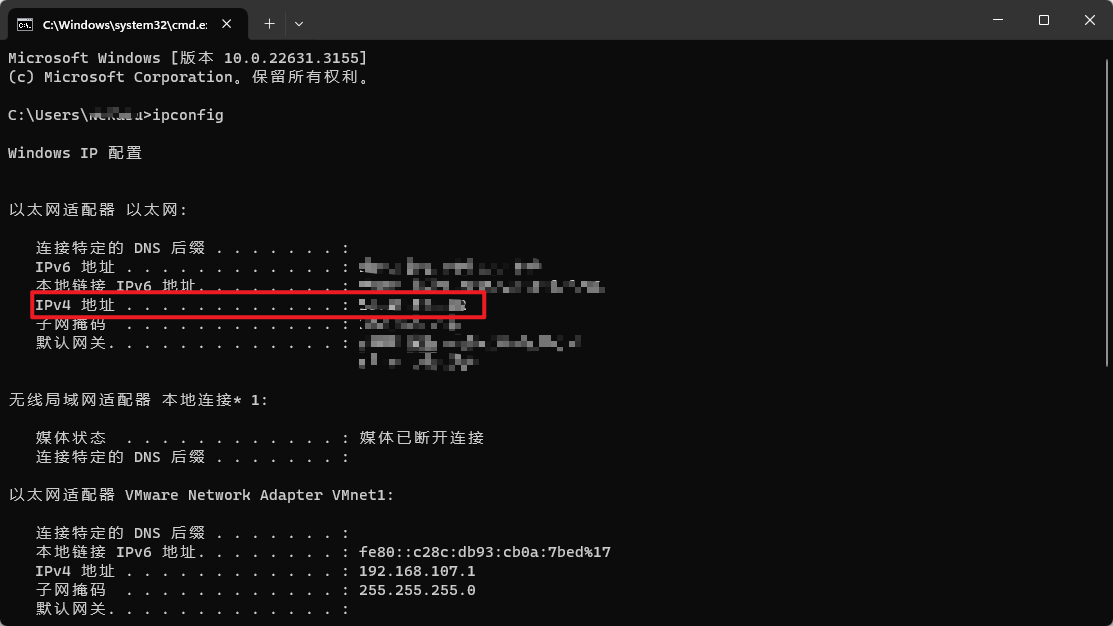 C:\Windows\system32\cmd.e
Microsoft Windows [版本 10.0.22631.3155]
(c) Microsoft Corporation。保留所有权利。
C:\Users\ >ipconfig
Windows IP 配置
以太网适配器 以太网:
连接特定的 DNS 后缀 . . . . . . . :
IPv6 地址 . . . . . . . . . . . . :
本地链接 IPv6 地址. . . . . . . . :
IPv4 地址 . . . . . . . . . . . . :
子网掩码  . . . . . . . . . . . . :
默认网关. . . . . . . . . . . . . :
无线局域网适配器 本地连接* 1:
媒体状态  . . . . . . . . . . . . : 媒体已断开连接
连接特定的 DNS 后缀 . . . . . . . :
以太网适配器 VMware Network Adapter VMnet1:
连接特定的 DNS 后缀 . . . . . . . :
本地链接 IPv6 地址. . . . . . . . : fe80::c28c:db93:cb0a:7bed%17
IPv4 地址 . . . . . . . . . . . . : 192.168.107.1
子网掩码  . . . . . . . . . . . . : 255.255.255.0
默认网关. . . . . . . . . . . . . :